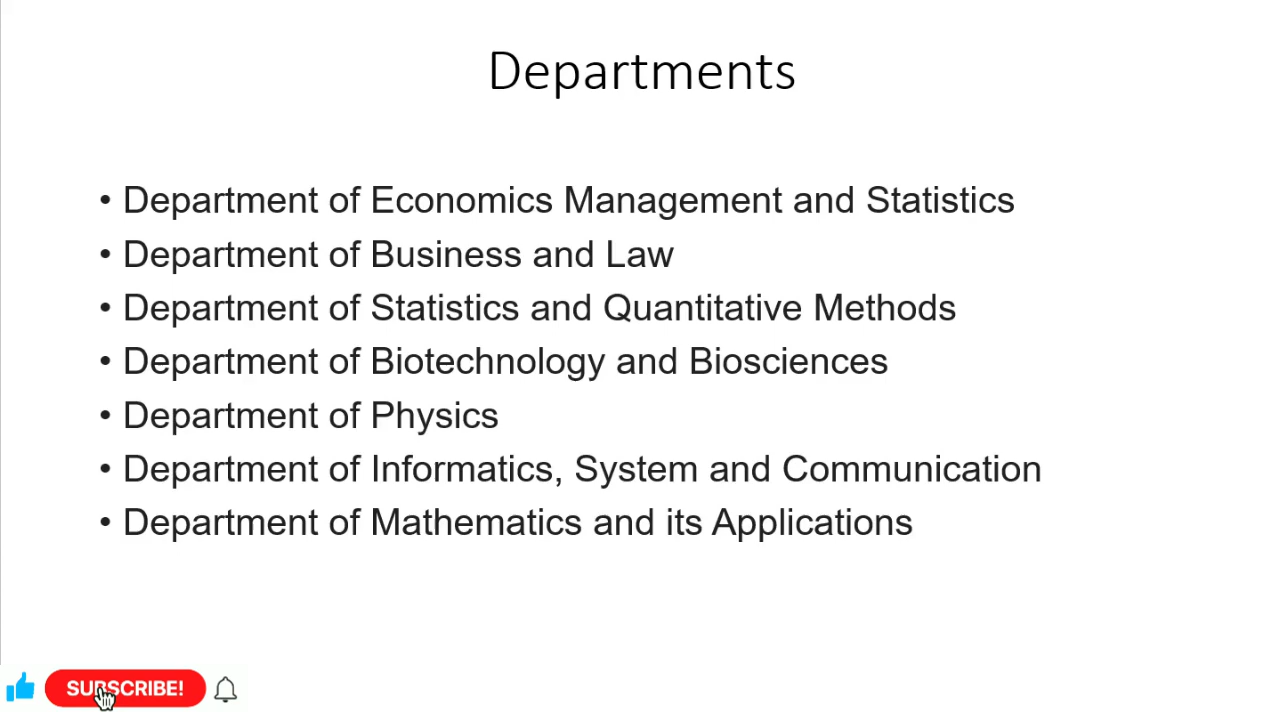 Departments
• Department of Economics Management and Statistics
• Department of Business and Law
• Department of Statistics and Quantitative Methods
• Department of Biotechnology and Biosciences
• Department of Physics
• Department of Informatics, System and Communication
• Department of Mathematics and its Applications
SUBSCRIBE!